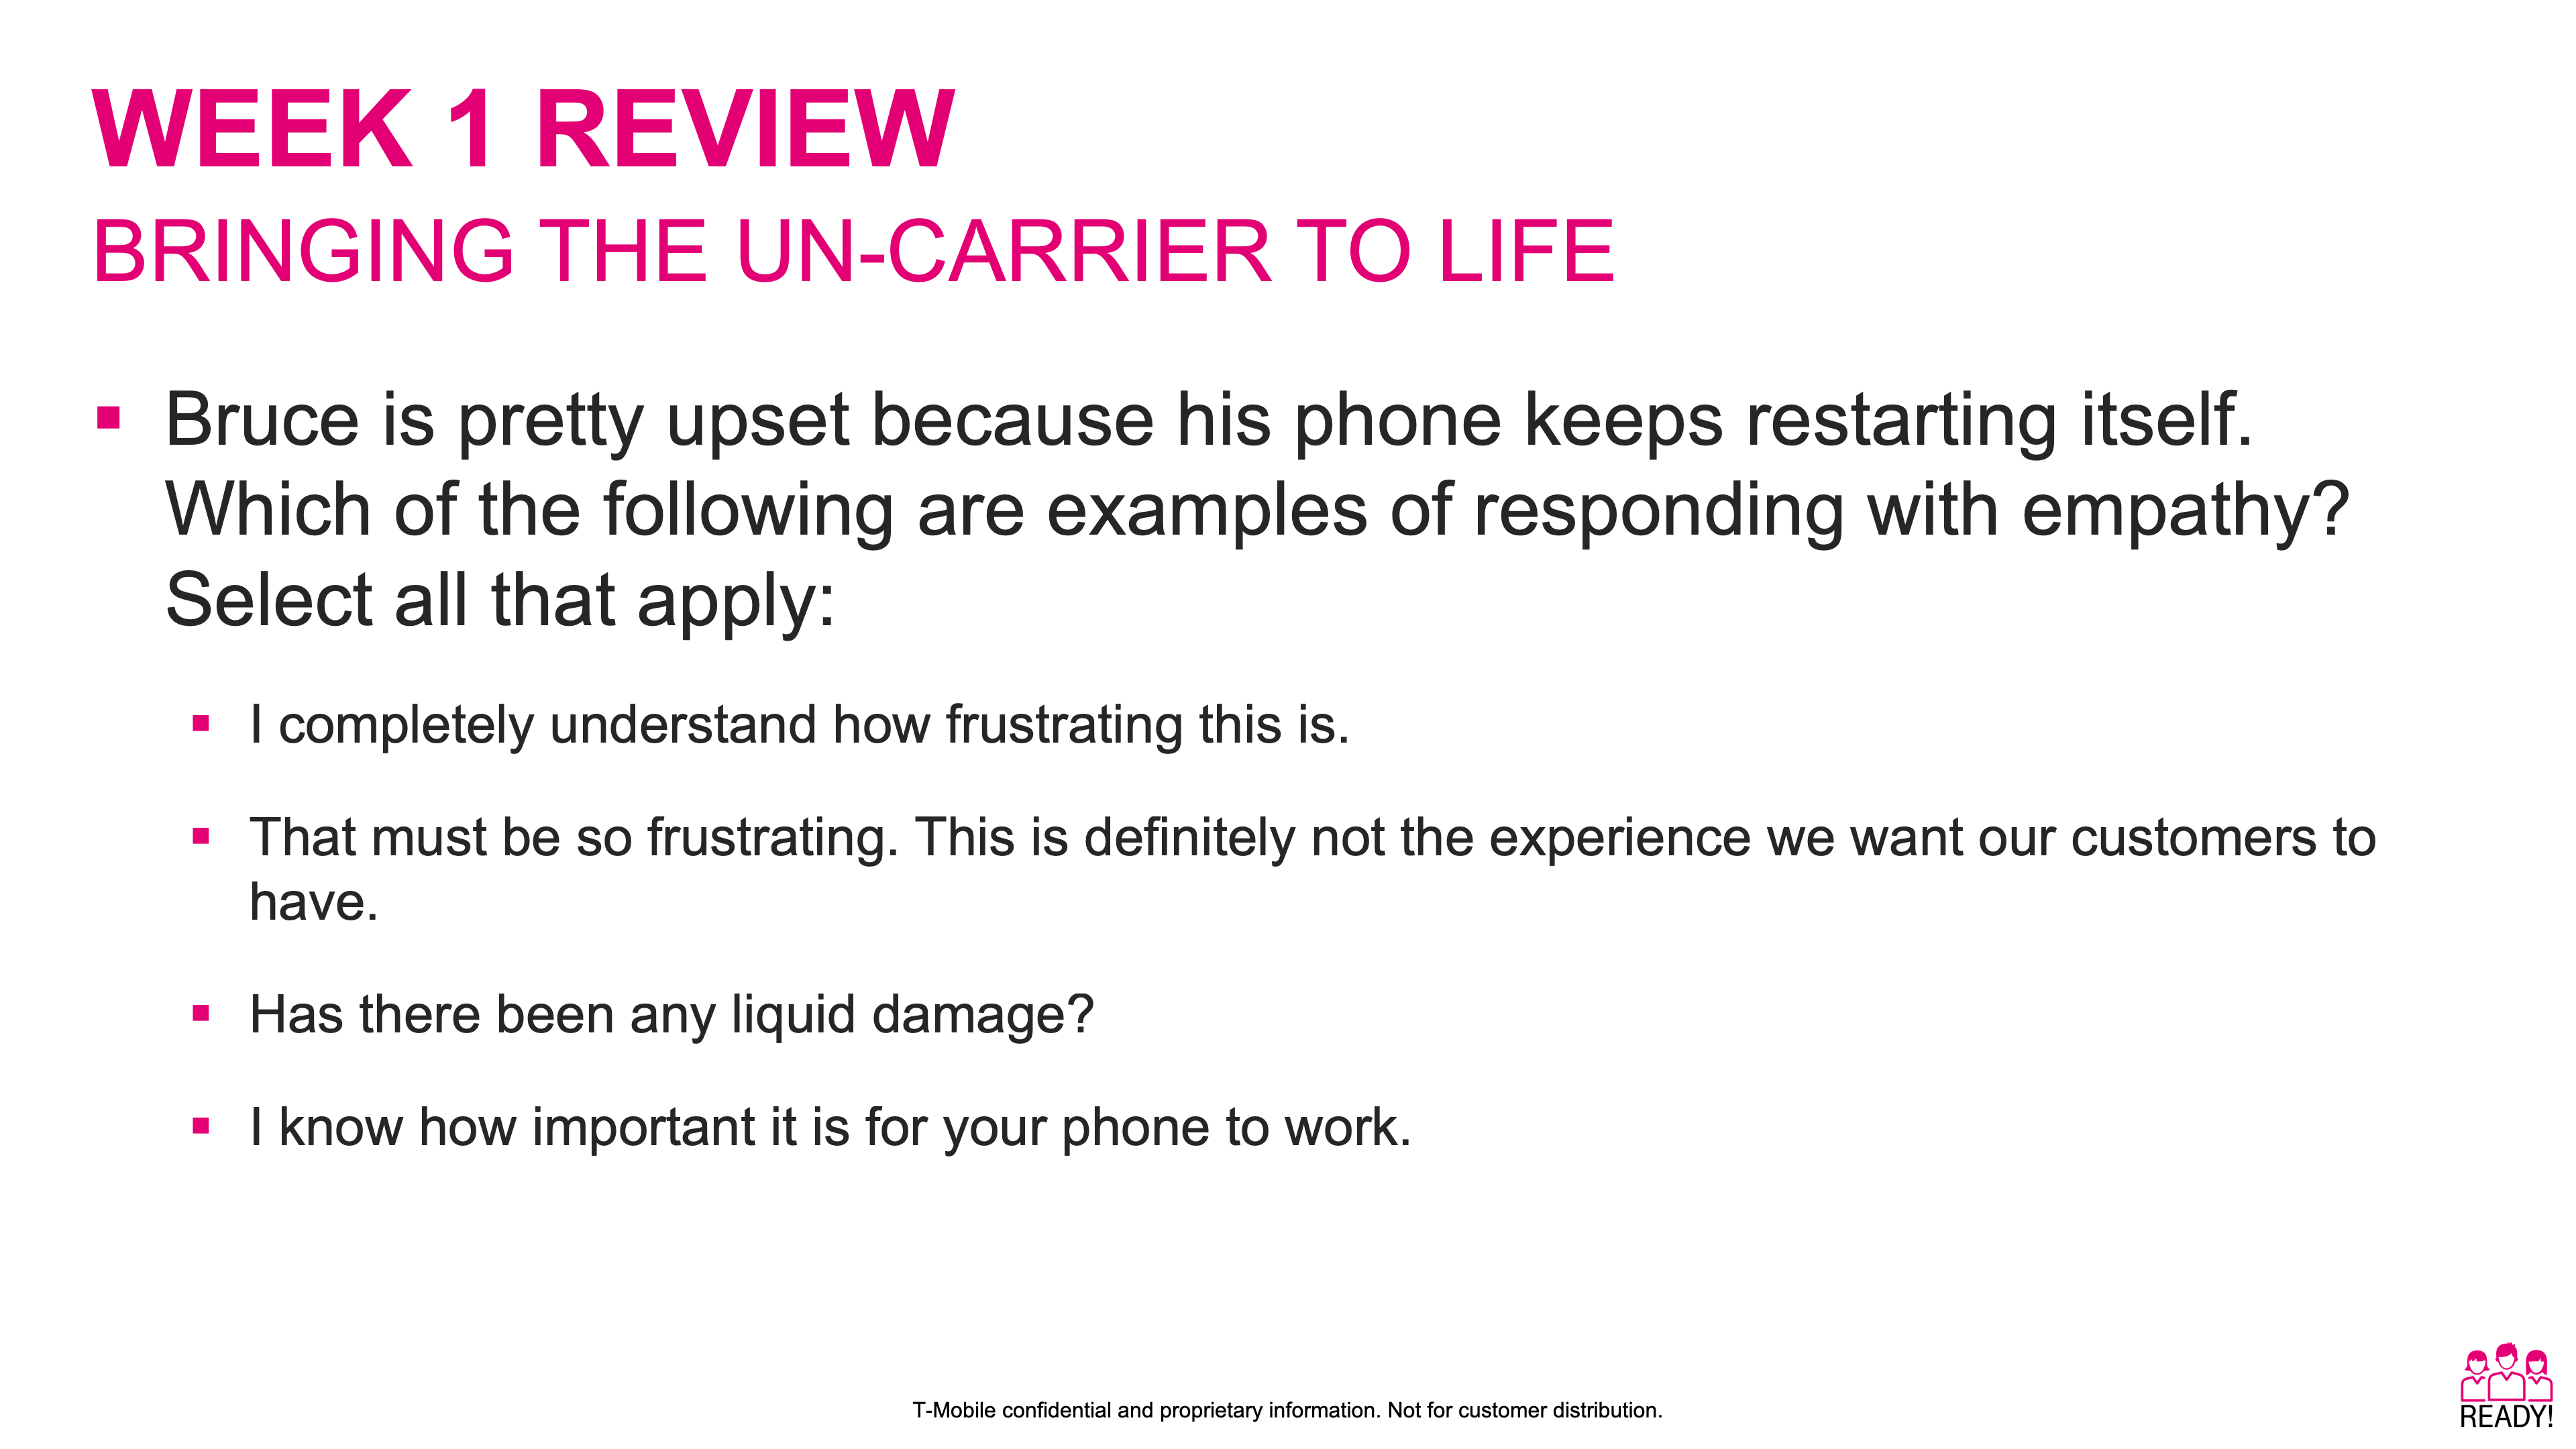 WEEK 1 REVIEW
BRINGING THE UN-CARRIER TO LIFE
▪ Bruce is pretty upset because his phone keeps restarting itself.
Which of the following are examples of responding with empathy?
Select all that apply:
▪ I completely understand how frustrating this is.
▪ That must be so frustrating. This is definitely not the experience we want our customers to
have.
▪ Has there been any liquid damage?
▪ I know how important it is for your phone to work.
T-Mobile confidential and proprietary information. Not for customer distribution.
READY!